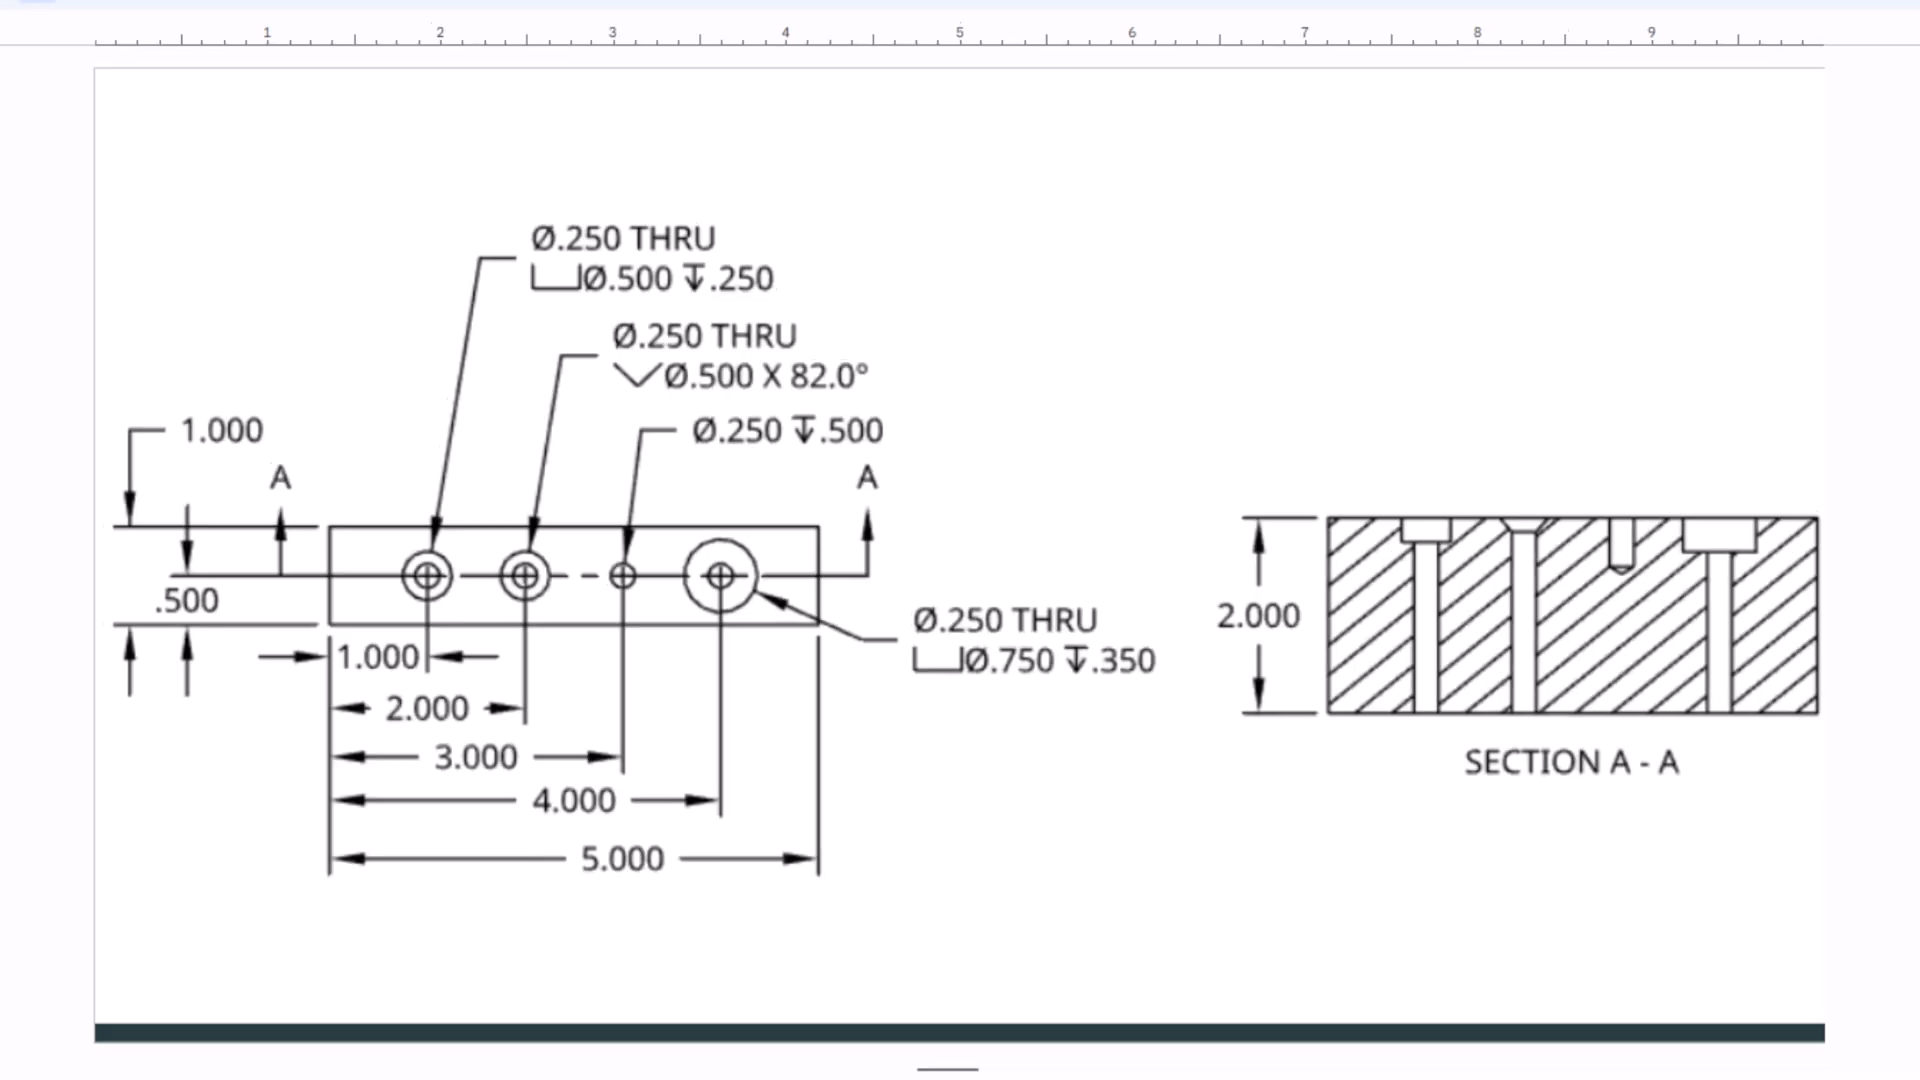 1 2 3 4 5 6 7 8 9
Ø.250 THRU
⌴Ø.500 ↧.250
Ø.250 THRU
⌵Ø.500 X 82.0°
1.000
Ø.250 ↧.500
A
A
.500
1.000
Ø.250 THRU
⌴Ø.750 ↧.350
2.000
3.000
4.000
5.000
2.000
SECTION A - A